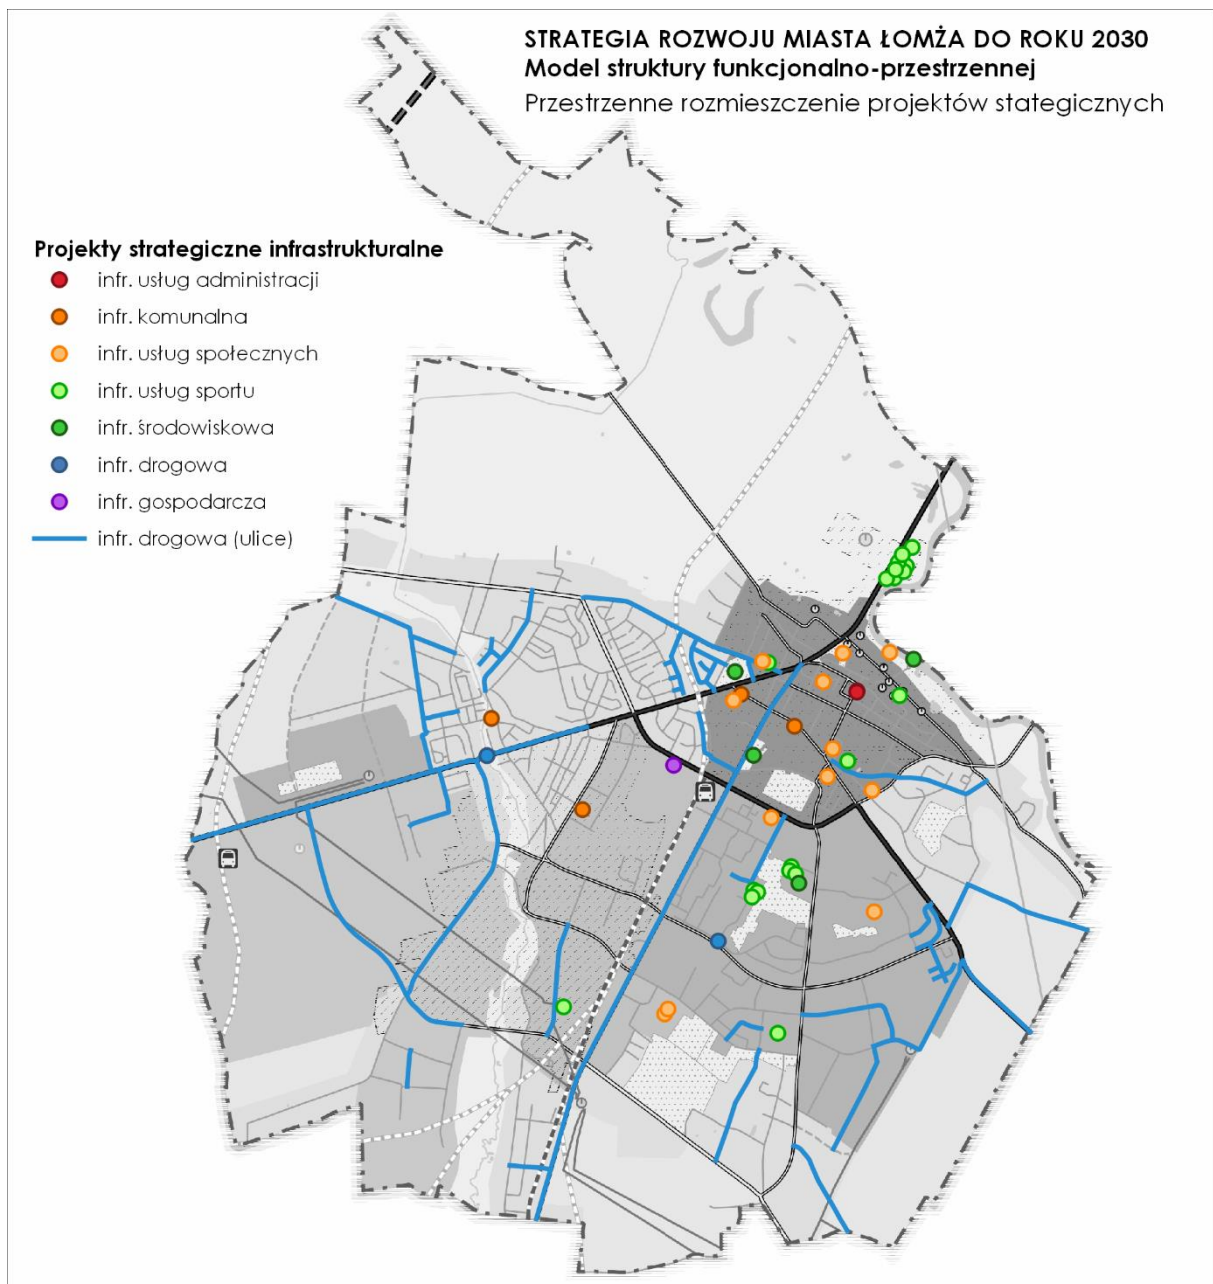 STRATEGIA ROZWOJU MIASTA ŁOMŻA DO ROKU 2030
Model struktury funkcjonalno-przestrzennej
Przestrzenne rozmieszczenie projektów stategicznych
Projekty strategiczne infrastrukturalne
infr. usług administracji
infr. komunalna
infr. usług społecznych
infr. usług sportu
infr. środowiskowa
infr. drogowa
infr. gospodarcza
infr. drogowa (ulice)